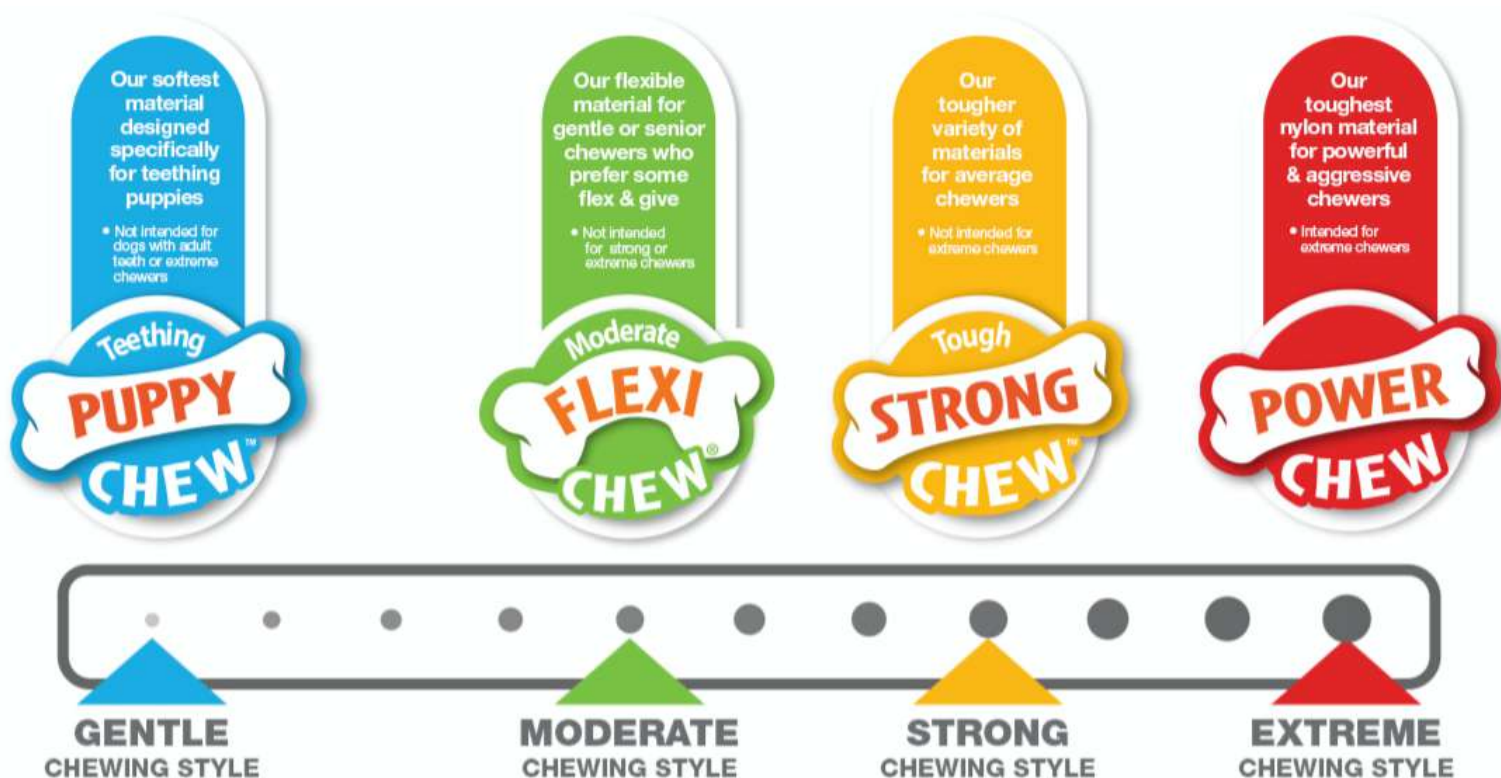 Our softest
material
designed
specifically
for teething
puppies
• Not intended for
dogs with adult
teeth or extreme
chewers
Teething
PUPPY
CHEW™
Our flexible
material for
gentle or senior
chewers who
prefer some
flex & give
• Not intended
for strong or
extreme chewers
Moderate
FLEXI
CHEW®
Our
tougher
variety of
materials
for average
chewers
• Not intended for
extreme chewers
Tough
STRONG
CHEW™
Our
toughest
nylon material
for powerful
& aggressive
chewers
• Intended for
extreme chewers
POWER
CHEW
GENTLE
CHEWING STYLE
MODERATE
CHEWING STYLE
STRONG
CHEWING STYLE
EXTREME
CHEWING STYLE